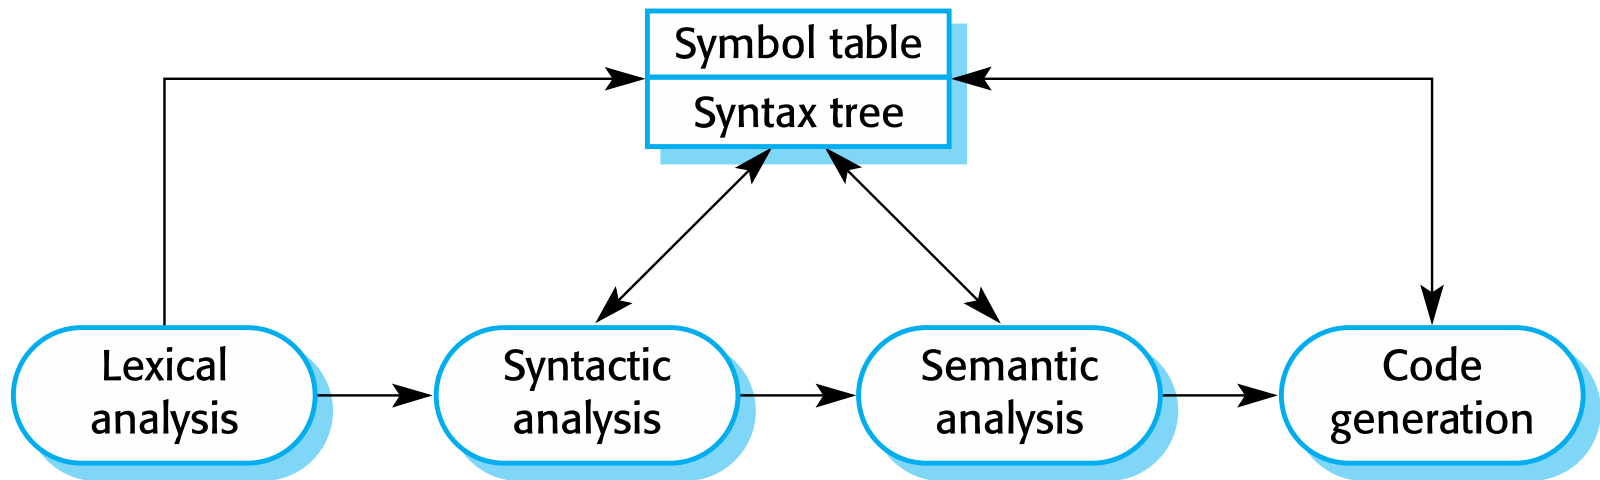 Symbol table
Syntax tree
Lexical
analysis
Syntactic
analysis
Semantic
analysis
Code
generation